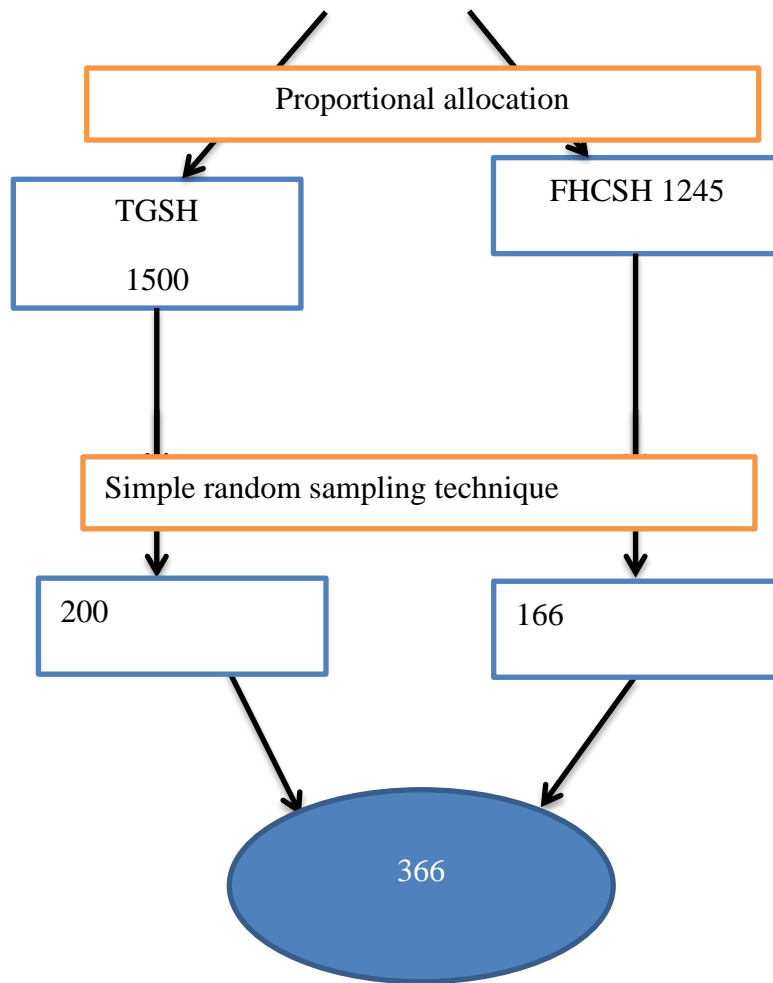 Proportional allocation
TGSH
1500
FHCSH 1245
Simple random sampling technique
200
166
366